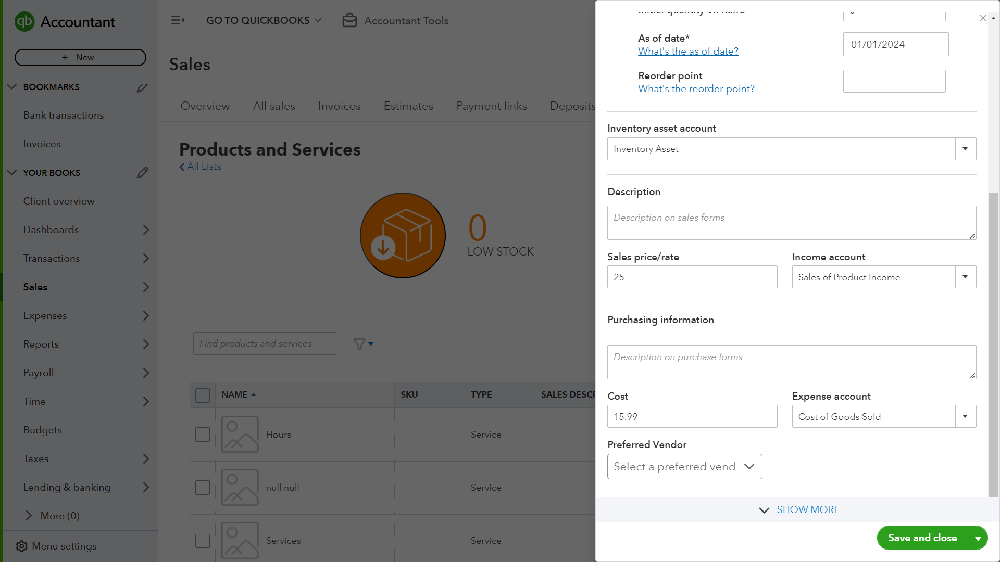 qb Accountant
+ New
BOOKMARKS
Bank transactions
Invoices
YOUR BOOKS
Client overview
Dashboards
Transactions
Sales
Expenses
Reports
Payroll
Time
Budgets
Taxes
Lending & banking
More (0)
Menu settings
GO TO QUICKBOOKS
Accountant Tools
Sales
Overview All sales Invoices Estimates Payment links Deposits
Products and Services
All Lists
0
LOW STOCK
Find products and services
NAME SKU TYPE SALES DESCR
Hours Service
null null Service
Services Service
Initial quantity on hand
As of date*
What's the as of date?
01/01/2024
Reorder point
What's the reorder point?
Inventory asset account
Inventory Asset
Description
Description on sales forms
Sales price/rate Income account
25 Sales of Product Income
Purchasing information
Description on purchase forms
Cost Expense account
15.99 Cost of Goods Sold
Preferred Vendor
Select a preferred vend
SHOW MORE
Save and close